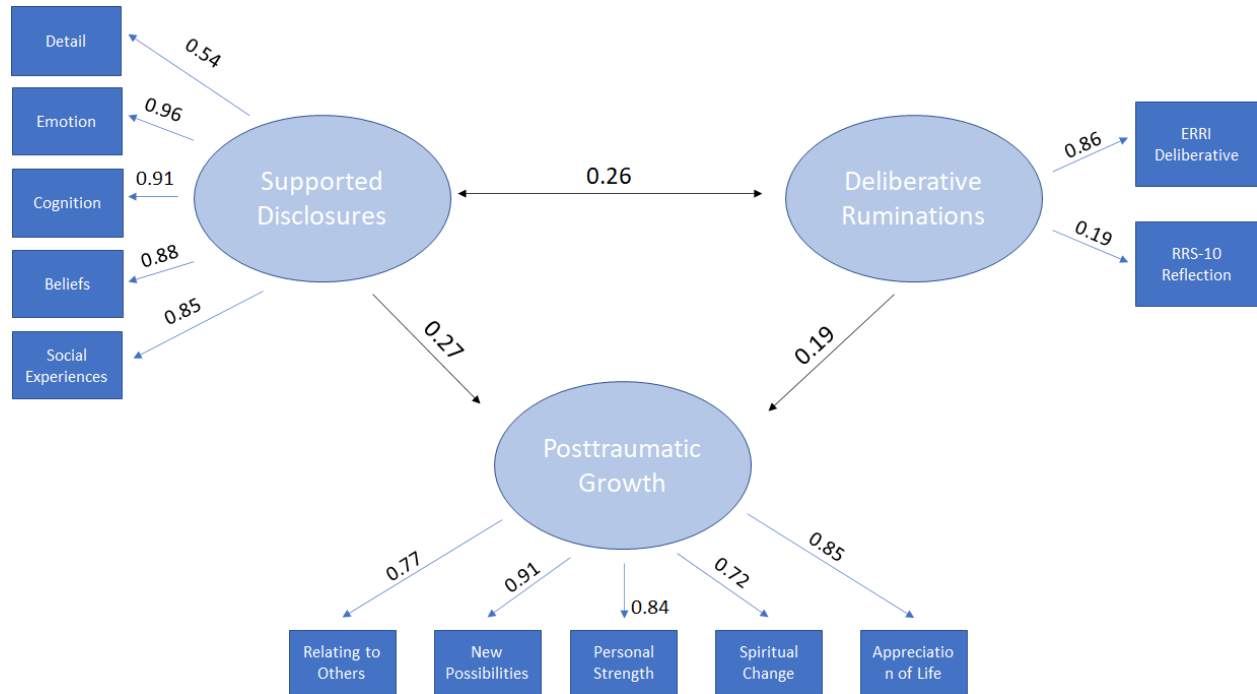 Detail
0.54
Emotion
0.96
Cognition
0.91
Beliefs
0.88
Social
Experiences
0.85
Supported
Disclosures
0.26
Deliberative
Ruminations
0.86
ERRI
Deliberative
0.19
RRS-10
Reflection
0.27
0.19
Posttraumatic
Growth
0.77
0.91
0.84
0.72
0.85
Relating to
Others
New
Possibilities
Personal
Strength
Spiritual
Change
Appreciatio
n of Life